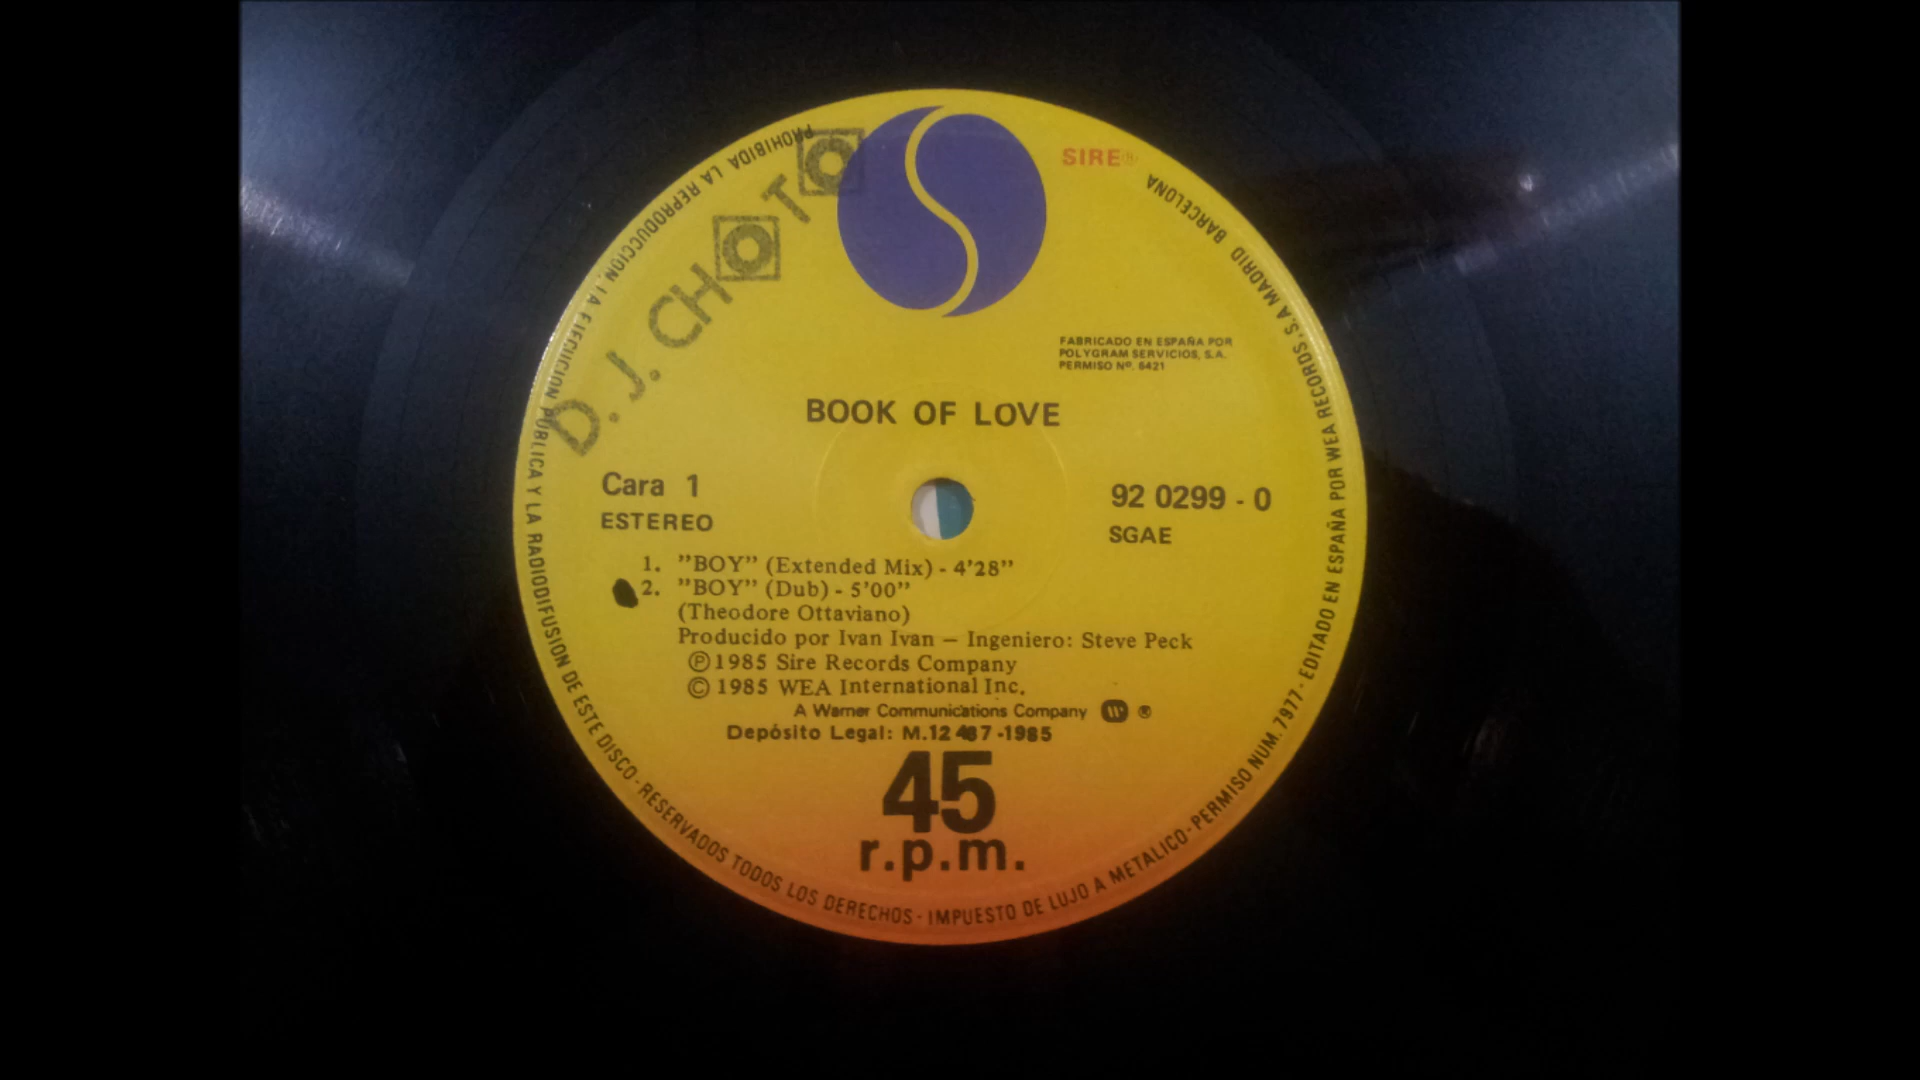 D. J. CHOTO
SIRE®
FABRICADO EN ESPAÑA POR
POLYGRAM SERVICIOS, S.A.
PERMISO Nº. 6421
BOOK OF LOVE
Cara 1
ESTEREO
92 0299 - 0
SGAE
1. "BOY" (Extended Mix) - 4'28"
2. "BOY" (Dub) - 5'00"
(Theodore Ottaviano)
Producido por Ivan Ivan — Ingeniero: Steve Peck
Ⓟ 1985 Sire Records Company
© 1985 WEA International Inc.
A Warner Communications Company ®
Depósito Legal: M.12 -1985
45
r.p.m.
PROHIBIDA LA REPRODUCCION, LA EJECUCION PUBLICA Y LA RADIODIFUSION DE ESTE DISCO - RESERVADOS TODOS LOS DERECHOS - IMPUESTO DE LUJO A METALICO - PERMISO NUM. 7977 - EDITADO EN ESPAÑA POR WEA RECORDS, S.A MADRID BARCELONA